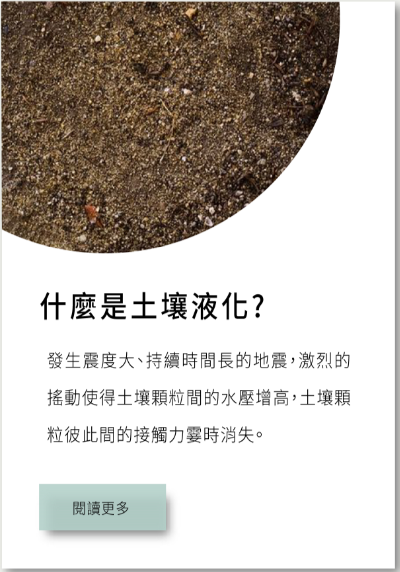 什麼是土壤液化?
發生震度大、持續時間長的地震，激烈的
搖動使得土壤顆粒間的水壓增高，土壤顆
粒彼此間的接觸力霎時消失。
閱讀更多